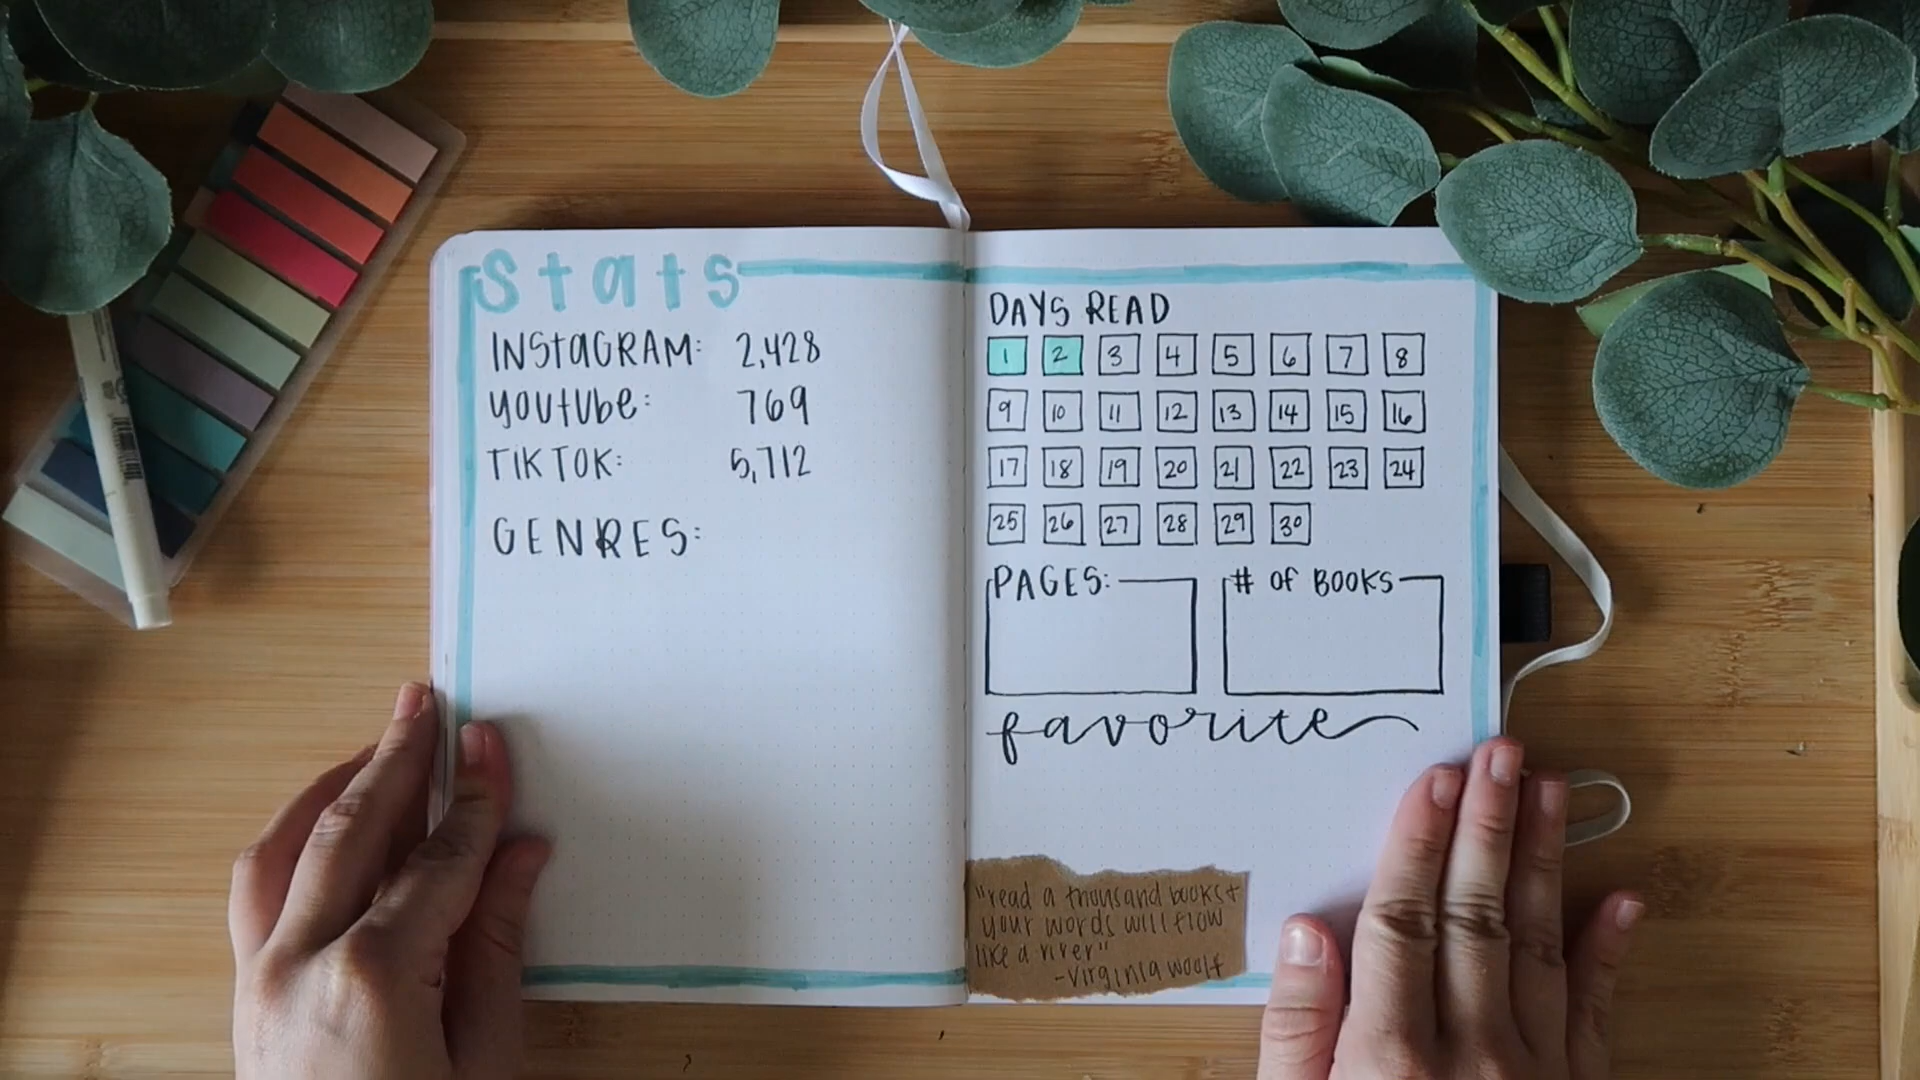 Stats
INSTAGRAM: 2,428
YOUTUBE: 769
TIKTOK: 5,712
GENRES:
DAYS READ
1 2 3 4 5 6 7 8
9 10 11 12 13 14 15 16
17 18 19 20 21 22 23 24
25 26 27 28 29 30
PAGES: # OF BOOKS
favorite
"read a thousand books +
your words will flow
like a river"
-Virginia Woolf